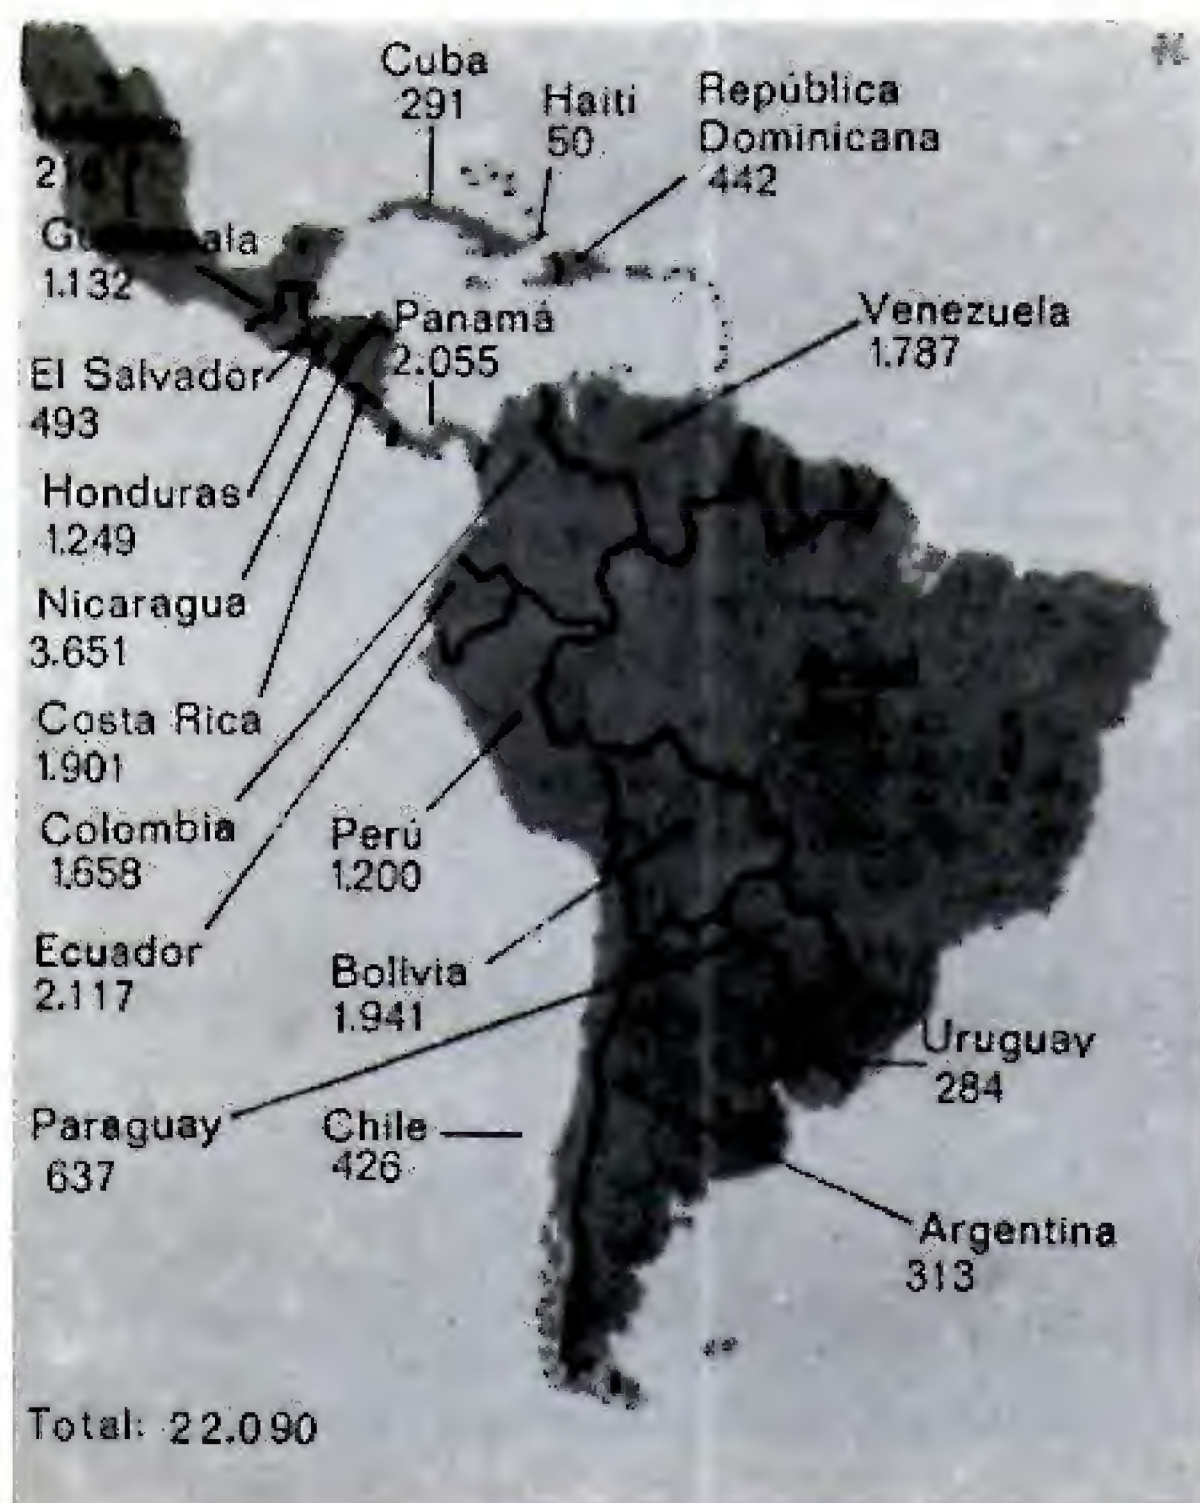 Cuba
291
Haiti
50
República
Dominicana
442
1.132
Panamá
2.055
Venezuela
1.787
El Salvador
493
Honduras
1.249
Nicaragua
3.651
Costa Rica
1.901
Colombia
1.658
Perú
1.200
Ecuador
2.117
Bolivia
1.941
Uruguay
284
Paraguay
637
Chile
426
Argentina
313
Total: 22.090